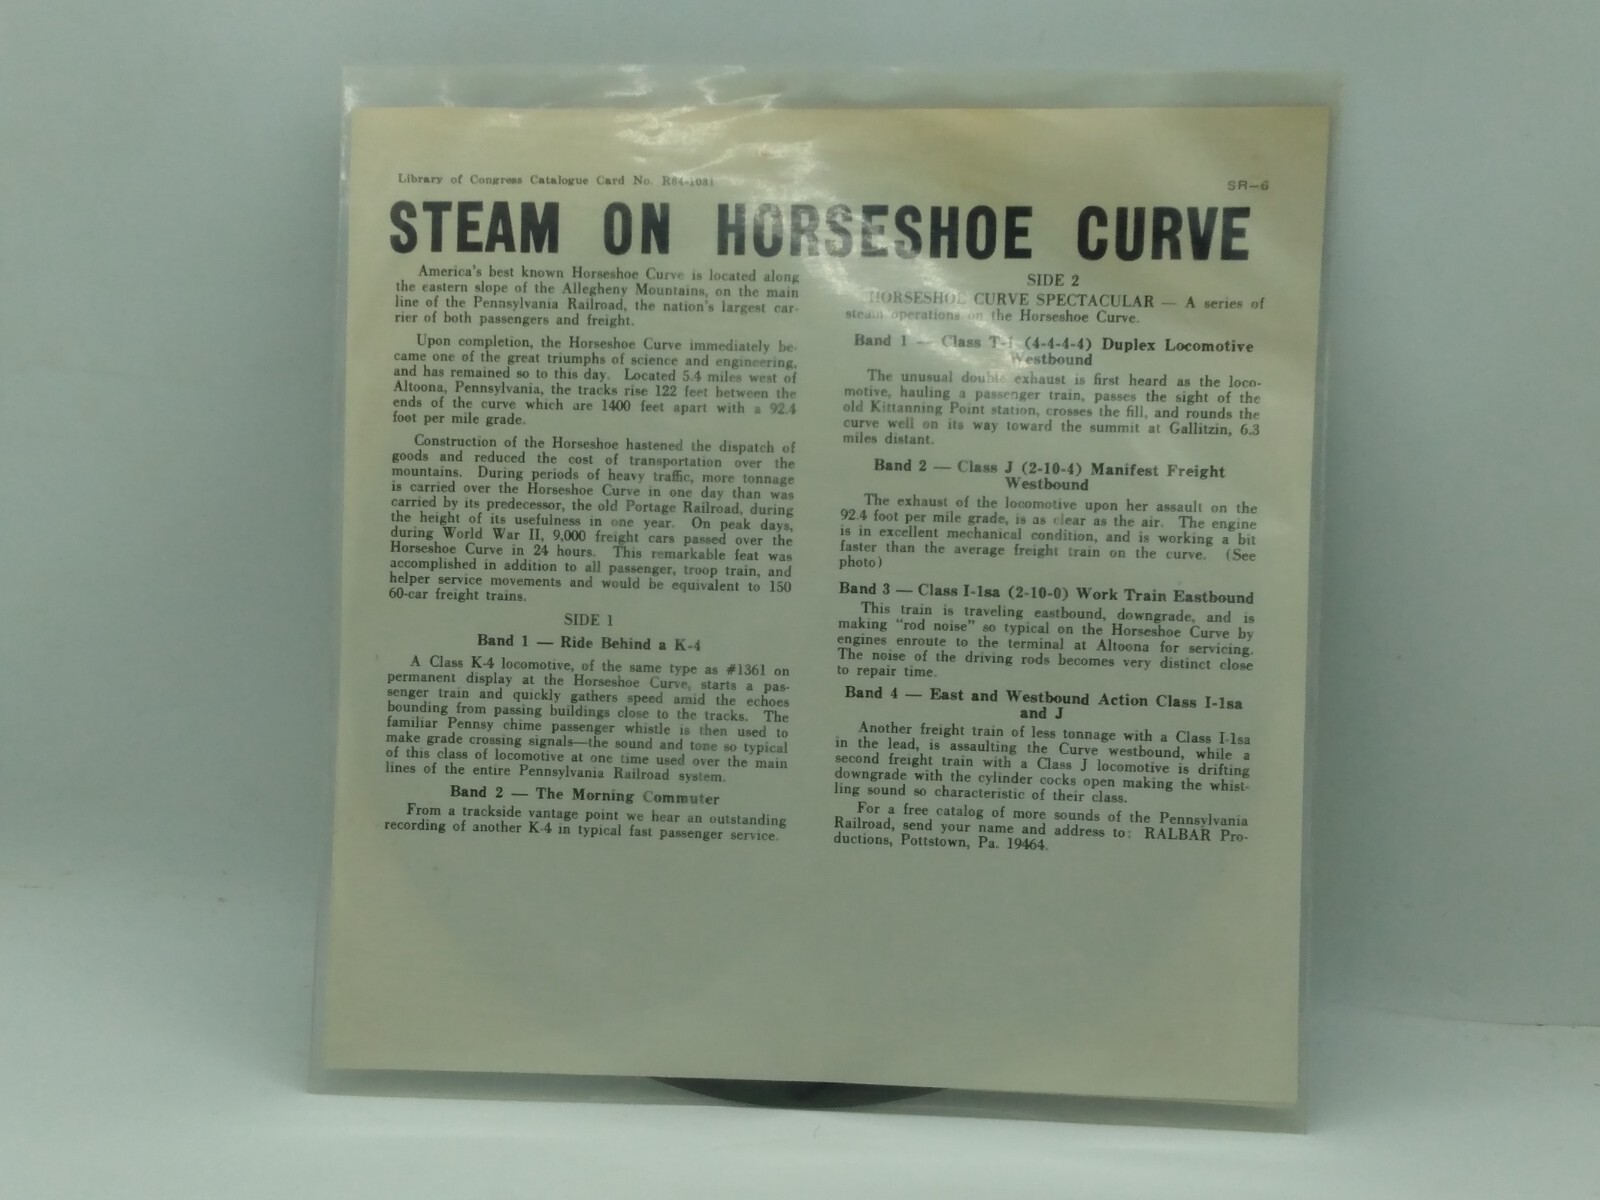 Library of Congress Catalogue Card No. R64-1081
SR-6
STEAM ON HORSESHOE CURVE
America's best known Horseshoe Curve is located along
the eastern slope of the Allegheny Mountains, on the main
line of the Pennsylvania Railroad, the nation's largest car-
rier of both passengers and freight.
Upon completion, the Horseshoe Curve immediately be-
came one of the great triumphs of science and engineering,
and has remained so to this day. Located 5.4 miles west of
Altoona, Pennsylvania, the tracks rise 122 feet between the
ends of the curve which are 1400 feet apart with a 92.4
foot per mile grade.
Construction of the Horseshoe hastened the dispatch of
goods and reduced the cost of transportation over the
mountains. During periods of heavy traffic, more tonnage
is carried over the Horseshoe Curve in one day than was
carried by its predecessor, the old Portage Railroad, during
the height of its usefulness in one year. On peak days,
during World War II, 9,000 freight cars passed over the
Horseshoe Curve in 24 hours. This remarkable feat was
accomplished in addition to all passenger, troop train, and
helper service movements and would be equivalent to 150
60-car freight trains.
SIDE 1
Band 1 — Ride Behind a K-4
A Class K-4 locomotive, of the same type as #1361 on
permanent display at the Horseshoe Curve, starts a pas-
senger train and quickly gathers speed amid the echoes
bounding from passing buildings close to the tracks. The
familiar Pennsy chime passenger whistle is then used to
make grade crossing signals—the sound and tone so typical
of this class of locomotive at one time used over the main
lines of the entire Pennsylvania Railroad system.
Band 2 — The Morning Commuter
From a trackside vantage point we hear an outstanding
recording of another K-4 in typical fast passenger service.
SIDE 2
HORSESHOE CURVE SPECTACULAR — A series of
steam operations on the Horseshoe Curve.
Band 1 — Class T-1 (4-4-4-4) Duplex Locomotive
Westbound
The unusual double exhaust is first heard as the loco-
motive, hauling a passenger train, passes the sight of the
old Kittanning Point station, crosses the fill, and rounds the
curve well on its way toward the summit at Gallitzin, 6.3
miles distant.
Band 2 — Class J (2-10-4) Manifest Freight
Westbound
The exhaust of the locomotive upon her assault on the
92.4 foot per mile grade, is as clear as the air. The engine
is in excellent mechanical condition, and is working a bit
faster than the average freight train on the curve. (See
photo)
Band 3 — Class I-1sa (2-10-0) Work Train Eastbound
This train is traveling eastbound, downgrade, and is
making "rod noise" so typical on the Horseshoe Curve by
engines enroute to the terminal at Altoona for servicing.
The noise of the driving rods becomes very distinct close
to repair time.
Band 4 — East and Westbound Action Class I-1sa
and J
Another freight train of less tonnage with a Class I-1sa
in the lead, is assaulting the Curve westbound, while a
second freight train with a Class J locomotive is drifting
downgrade with the cylinder cocks open making the whist-
ling sound so characteristic of their class.
For a free catalog of more sounds of the Pennsylvania
Railroad, send your name and address to: RALBAR Pro-
ductions, Pottstown, Pa. 19464.